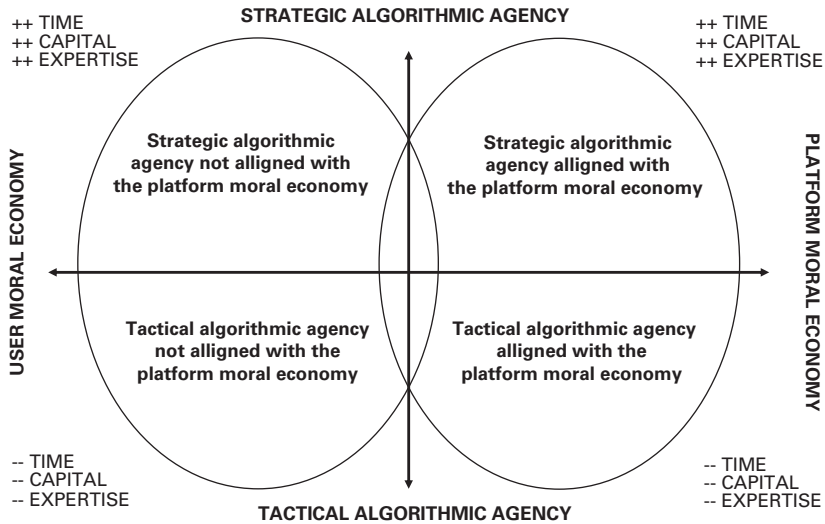 STRATEGIC ALGORITHMIC AGENCY
++ TIME
++ CAPITAL
++ EXPERTISE
++ TIME
++ CAPITAL
++ EXPERTISE
Strategic algorithmic
agency not alligned with
the platform moral economy
Strategic algorithmic
agency alligned with
the platform moral economy
USER MORAL ECONOMY
PLATFORM MORAL ECONOMY
Tactical algorithmic agency
not alligned with the
platform moral economy
Tactical algorithmic agency
alligned with the
platform moral economy
-- TIME
-- CAPITAL
-- EXPERTISE
-- TIME
-- CAPITAL
-- EXPERTISE
TACTICAL ALGORITHMIC AGENCY